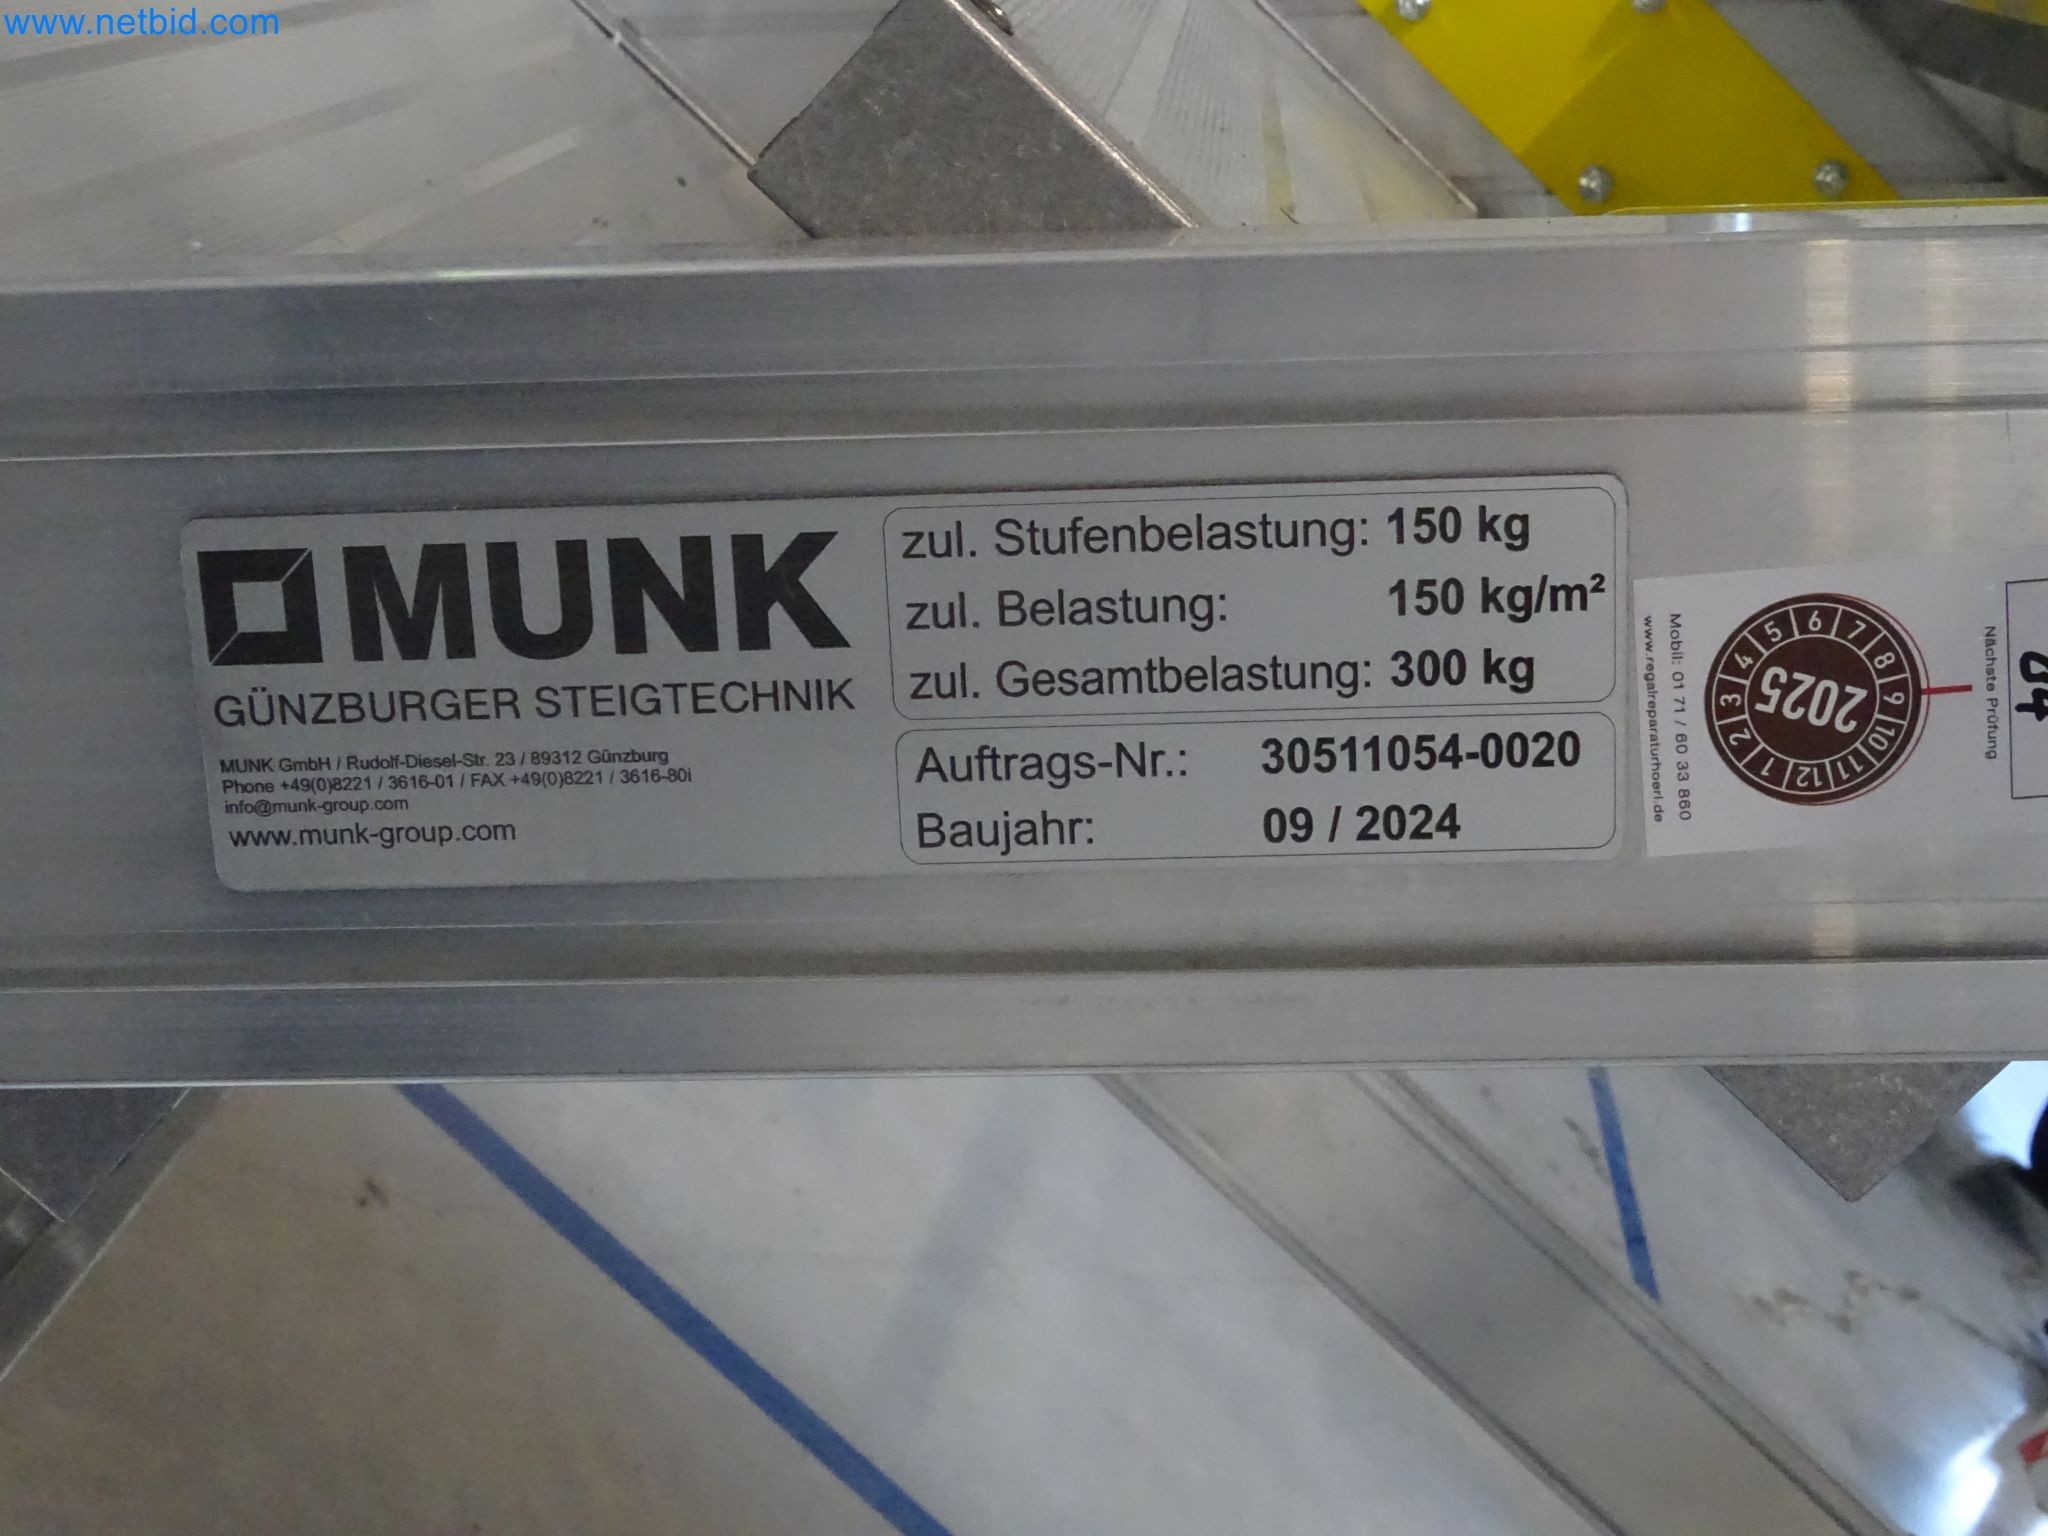 www.netbid.com
MUNK
GÜNZBURGER STEIGTECHNIK
MUNK GmbH / Rudolf-Diesel-Str. 23 / 89312 Günzburg
Phone +49(0)8221 / 3616-01 / FAX +49(0)8221 / 3616-80
info@munk-group.com
www.munk-group.com
zul. Stufenbelastung: 150 kg
zul. Belastung: 150 kg/m²
zul. Gesamtbelastung: 300 kg
Auftrags-Nr.: 30511054-0020
Baujahr: 09 / 2024
Nächste Prüfung
1 2 3 4 5 6 7 8 9 10 11 12
2025
Mobil: 01 71 / 60 33 860
www.regalreparaturhoerl.de